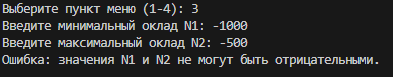 Выберите пункт меню (1-4): 3
Введите минимальный оклад N1: -1000
Введите максимальный оклад N2: -500
Ошибка: значения N1 и N2 не могут быть отрицательными.